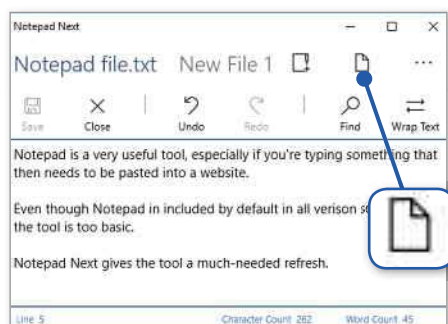 Notepad Next
Notepad file.txt New File 1 ...
Save Close Undo Redo Find Wrap Text
Notepad is a very useful tool, especially if you're typing something that
then needs to be pasted into a website.
Even though Notepad in included by default in all verison
the tool is too basic.
Notepad Next gives the tool a much-needed refresh.
Line 5 Character Count 262 Word Count 45